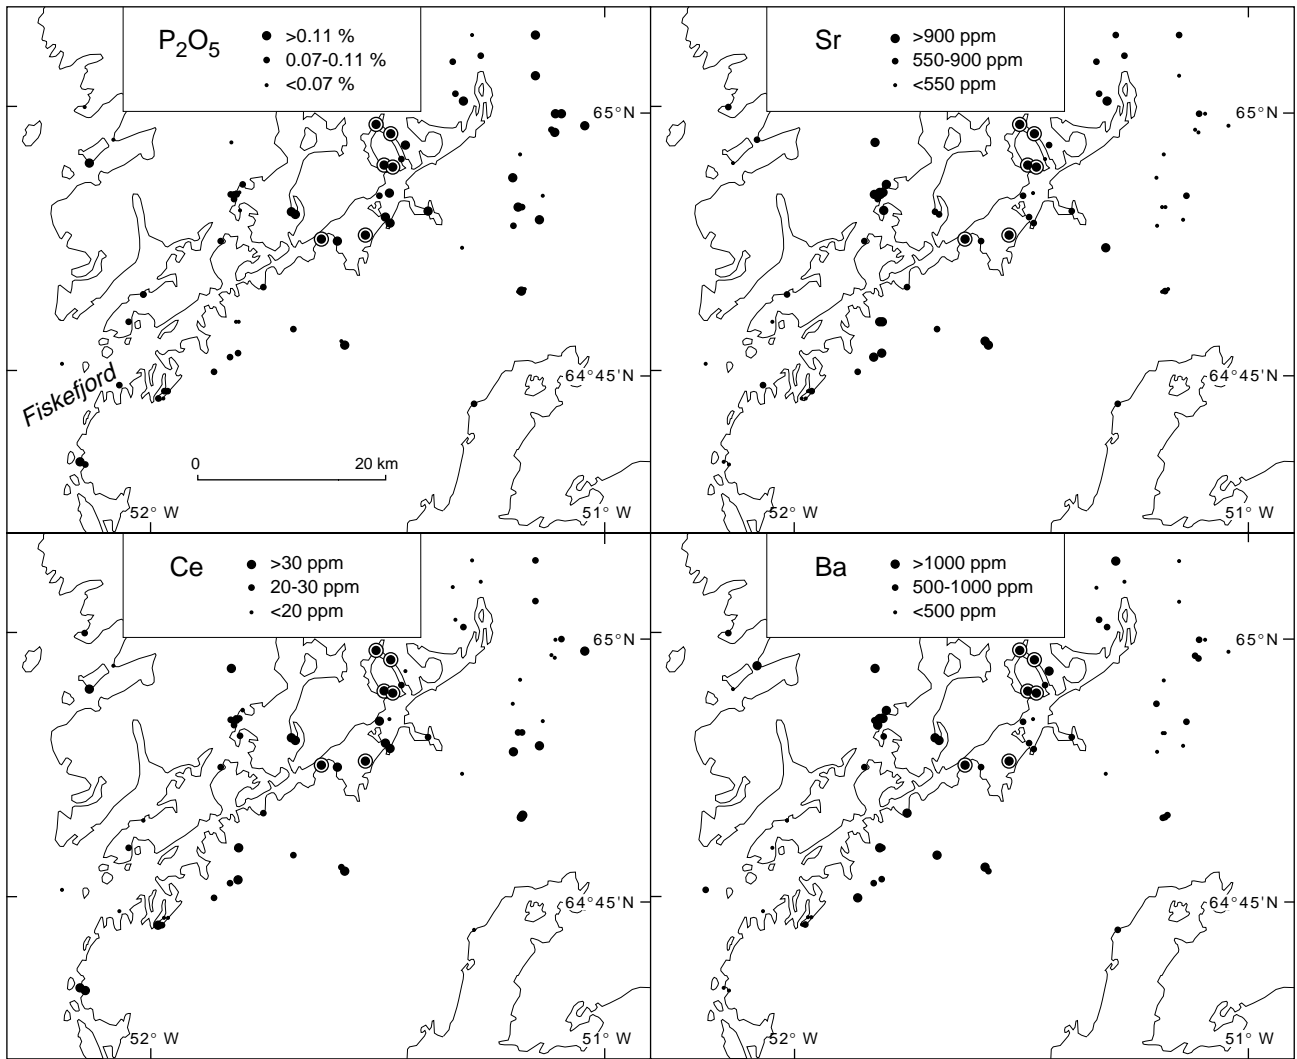 P2O5
>0.11 %
0.07-0.11 %
<0.07 %
65°N
64°45'N
Fiskefjord
0 20 km
52° W
51° W
Sr
>900 ppm
550-900 ppm
<550 ppm
65°N
64°45'N
52° W
51° W
Ce
>30 ppm
20-30 ppm
<20 ppm
65°N
64°45'N
52° W
51° W
Ba
>1000 ppm
500-1000 ppm
<500 ppm
65°N
64°45'N
52° W
51° W